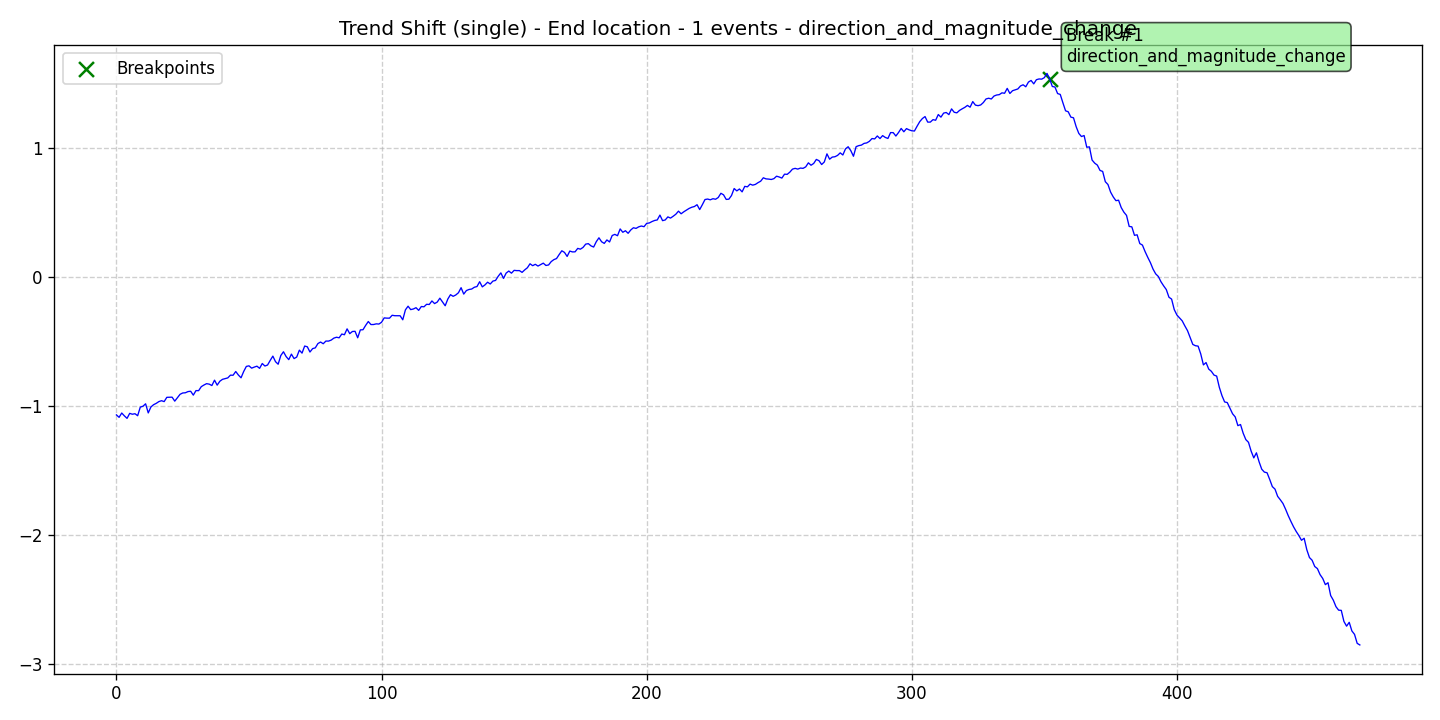 Trend Shift (single) - End location - 1 events - direction_and_magnitude_change
Break #1
direction_and_magnitude_change
Breakpoints
1
0
−1
−2
−3
0
100
200
300
400